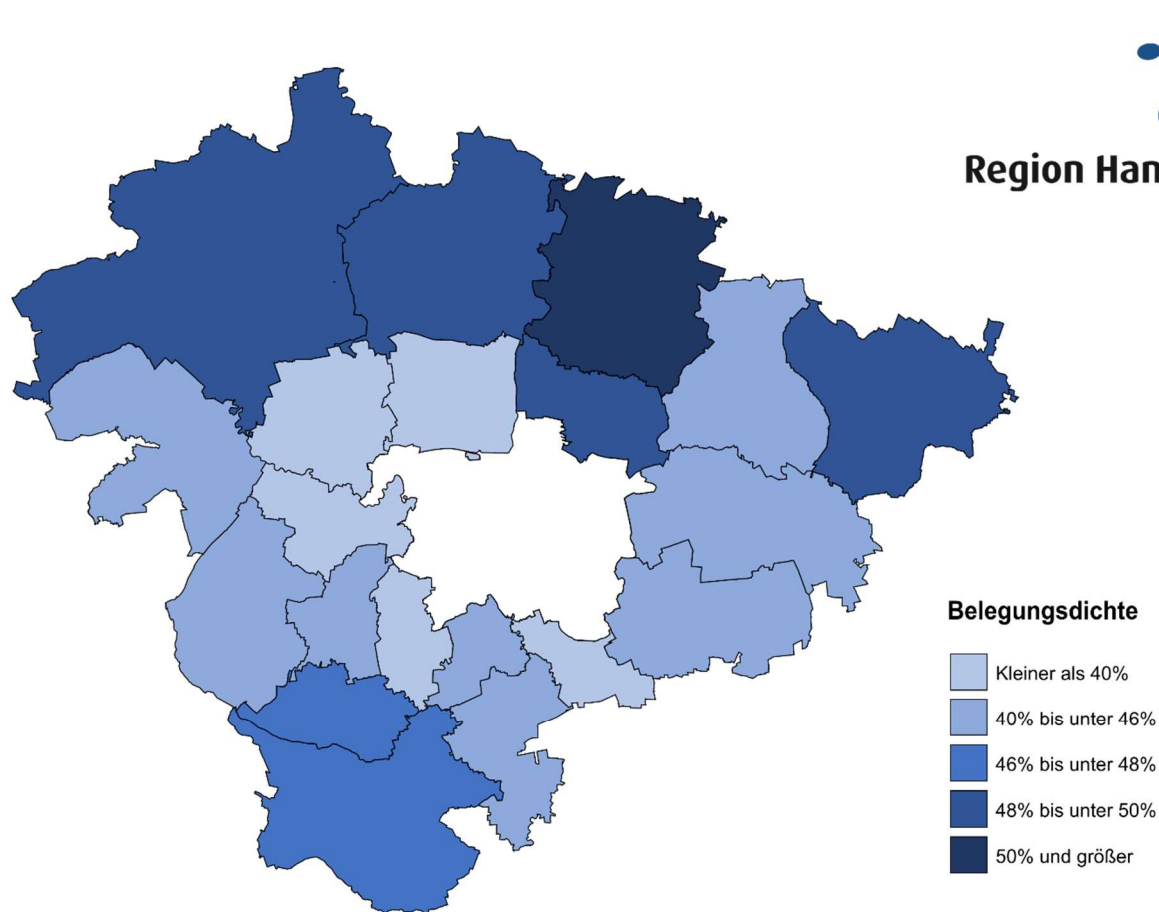 Region Han
Belegungsdichte
Kleiner als 40%
40% bis unter 46%
46% bis unter 48%
48% bis unter 50%
50% und größer